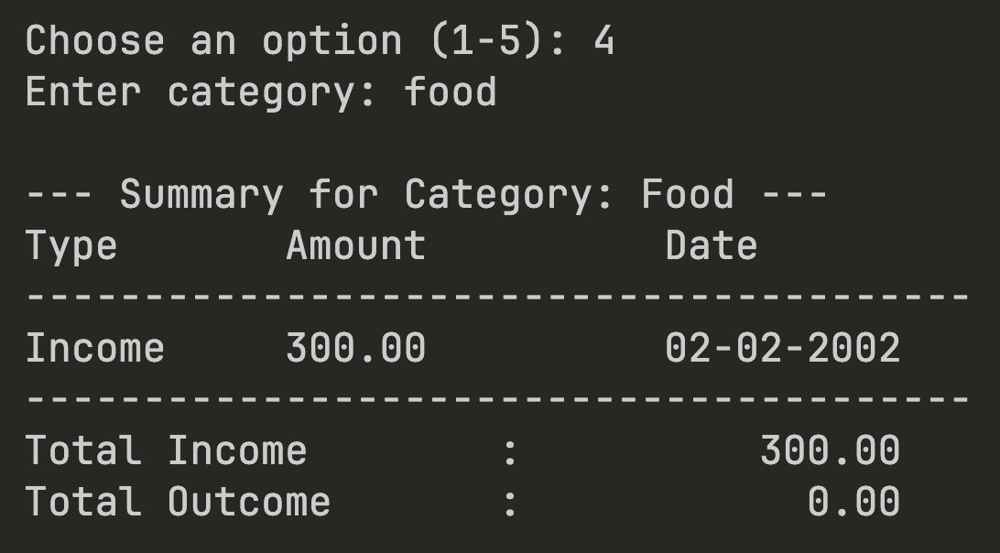 Choose an option (1-5): 4
Enter category: food
--- Summary for Category: Food ---
Type       Amount          Date
----------------------------------------
Income     300.00          02-02-2002
----------------------------------------
Total Income        :          300.00
Total Outcome       :            0.00